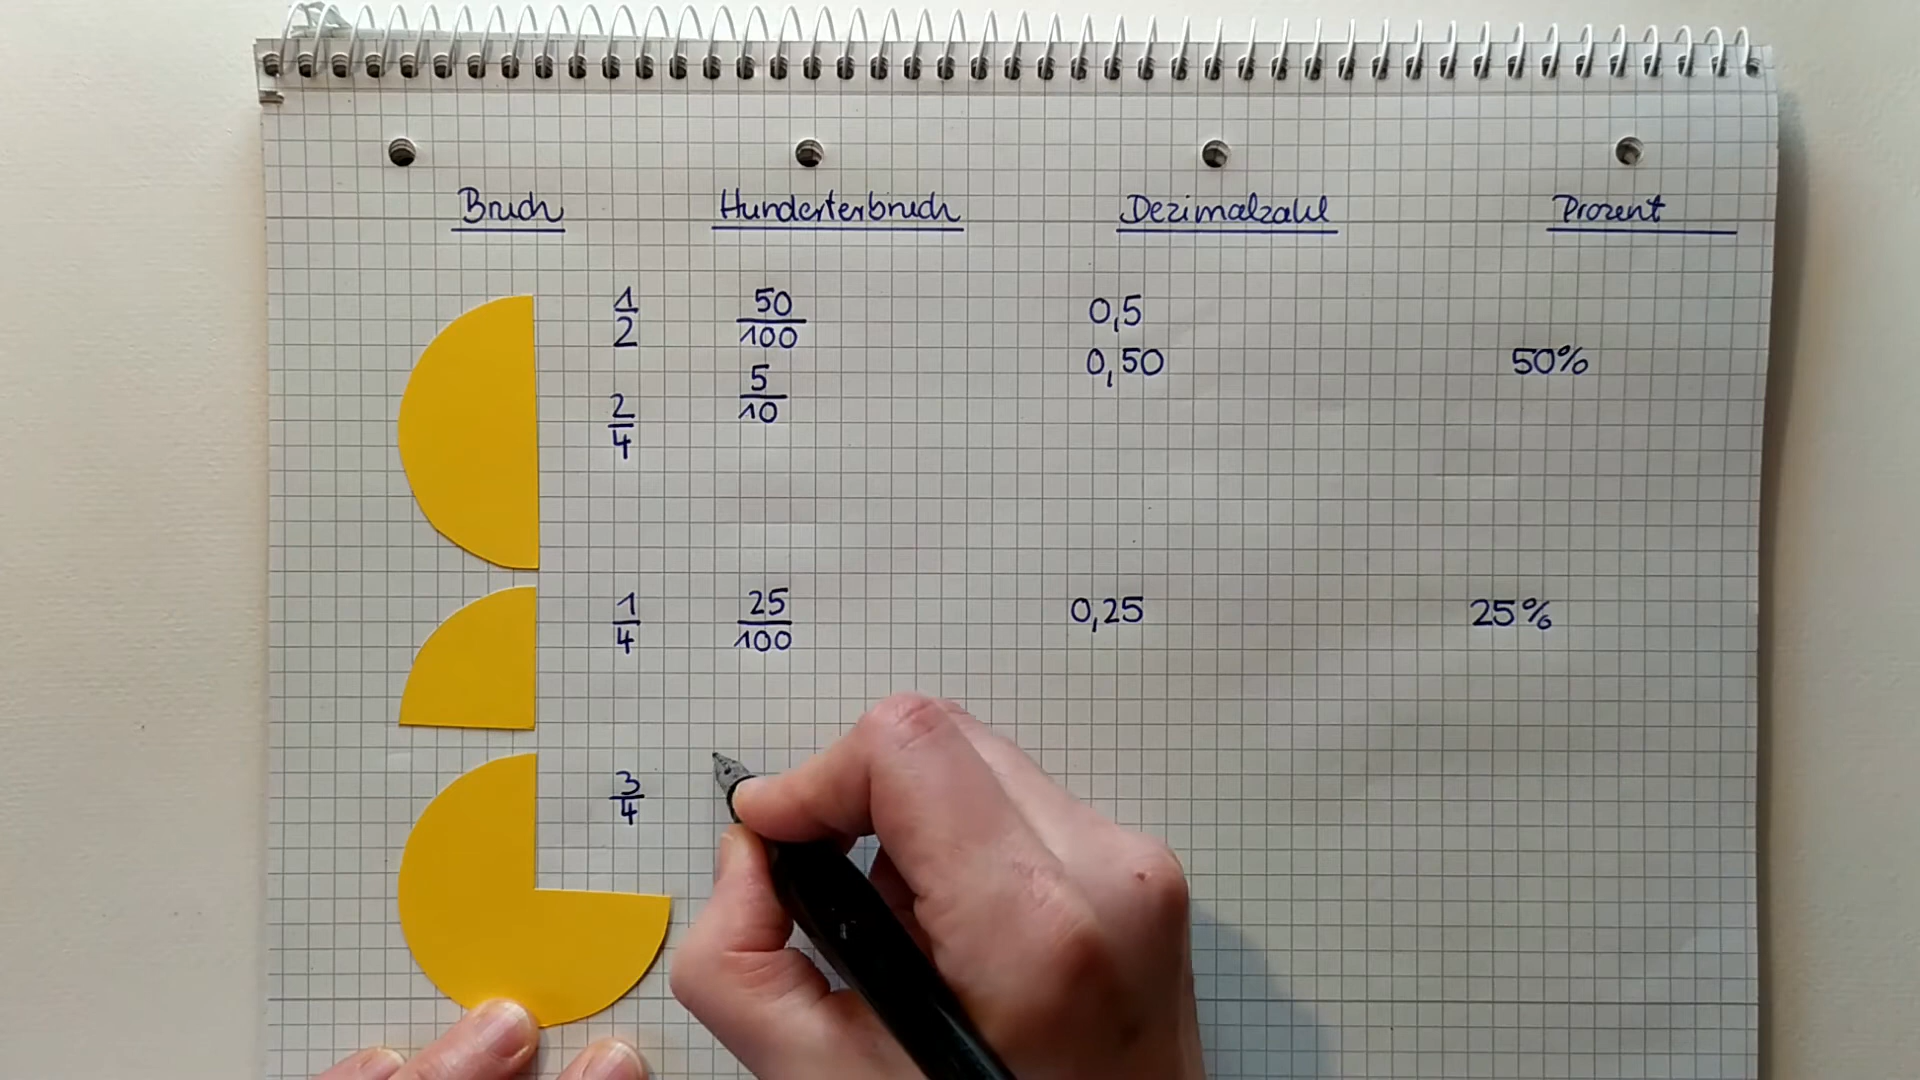 Bruch Hunderterbruch Dezimalzahl Prozent
1/2 50/100 0,5
0,50 50%
2/4 5/10
1/4 25/100 0,25 25%
3/4